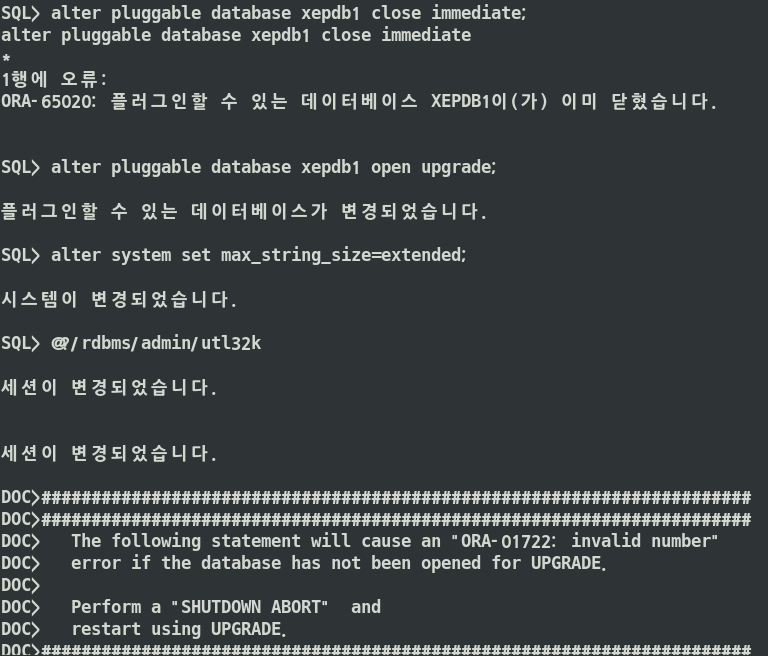 SQL> alter pluggable database xepdb1 close immediate;
alter pluggable database xepdb1 close immediate
*
1행에 오류:
ORA-65020: 플러그인할 수 있는 데이터베이스 XEPDB1이(가) 이미 닫혔습니다.
SQL> alter pluggable database xepdb1 open upgrade;
플러그인할 수 있는 데이터베이스가 변경되었습니다.
SQL> alter system set max_string_size=extended;
시스템이 변경되었습니다.
SQL> @?/rdbms/admin/utl32k
세션이 변경되었습니다.
세션이 변경되었습니다.
DOC>#######################################################################
DOC>#######################################################################
DOC>   The following statement will cause an "ORA-01722: invalid number"
DOC>   error if the database has not been opened for UPGRADE.
DOC>
DOC>   Perform a "SHUTDOWN ABORT"  and
DOC>   restart using UPGRADE.
DOC>#######################################################################